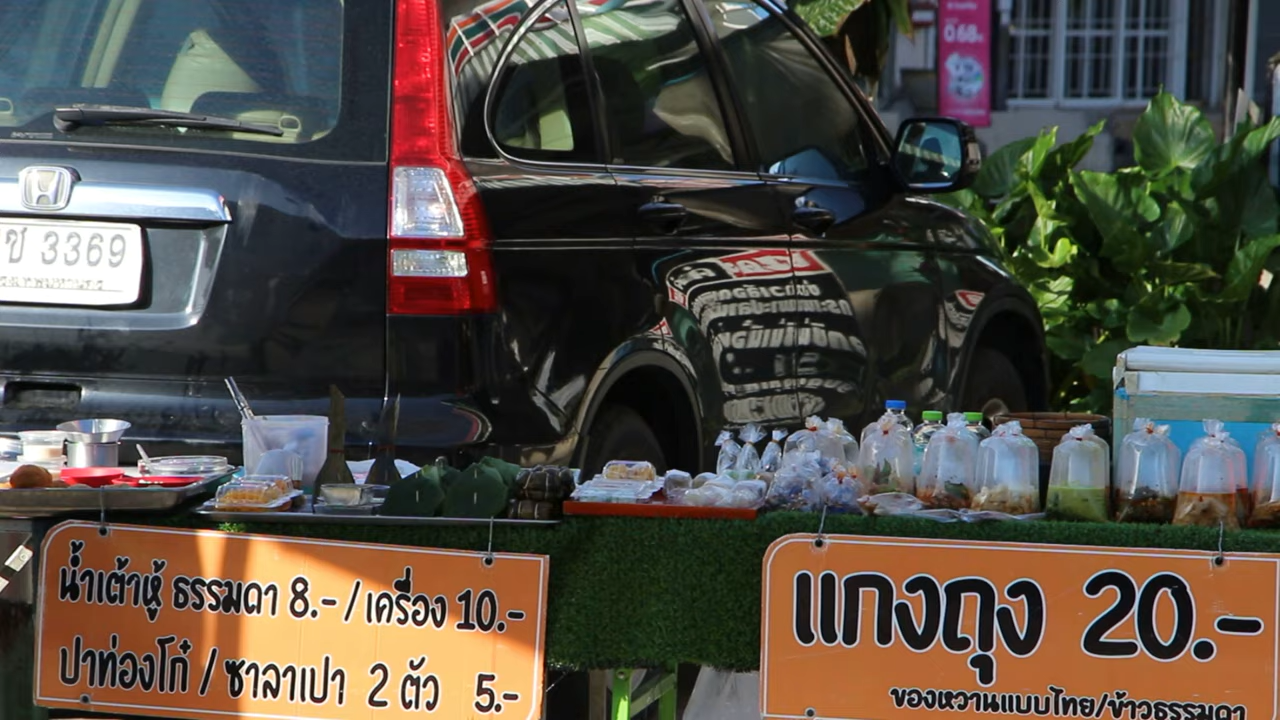 068
ช 3369
น้ำเต้าหู้ ธรรมดา 8.-/เครื่อง 10.-
ปาท่องโก๋ / ซาลาเปา 2 ตัว 5.-
แกงถุง 20.-
ของหวานแบบไทย/ข้าวธรรมดา